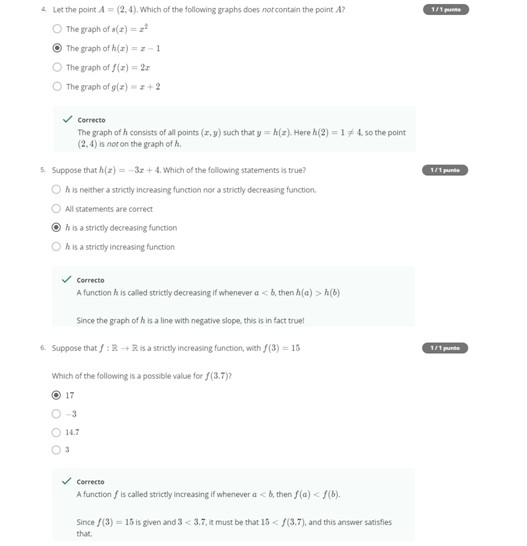 4. Let the point A = (2, 4). Which of the following graphs does not contain the point A?
1 / 1 punto
The graph of s(x) = x²
The graph of h(x) = x − 1
The graph of f(x) = 2x
The graph of g(x) = x + 2
Correcto
The graph of h consists of all points (x, y) such that y = h(x). Here h(2) = 1 ≠ 4, so the point
(2, 4) is not on the graph of h.
5. Suppose that h(x) = −3x + 4. Which of the following statements is true?
1 / 1 punto
h is neither a strictly increasing function nor a strictly decreasing function.
All statements are correct
h is a strictly decreasing function
h is a strictly increasing function
Correcto
A function h is called strictly decreasing if whenever a < b, then h(a) > h(b)
Since the graph of h is a line with negative slope, this is in fact true!
6. Suppose that f : ℝ → ℝ is a strictly increasing function, with f(3) = 15
1 / 1 punto
Which of the following is a possible value for f(3.7)?
17
−3
14.7
3
Correcto
A function f is called strictly increasing if whenever a < b, then f(a) < f(b).
Since f(3) = 15 is given and 3 < 3.7, it must be that 15 < f(3.7), and this answer satisfies
that.